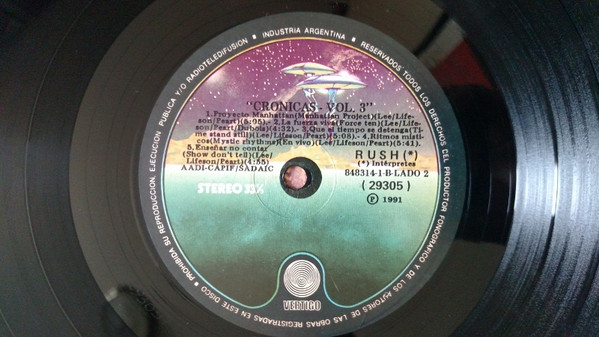 INDUSTRIA ARGENTINA • RESERVADOS TODOS LOS DERECHOS DEL PRODUCTOR FONOGRAFICO Y DE LOS AUTORES DE LAS OBRAS REGISTRADAS EN ESTE DISCO • PROHIBIDA SU REPRODUCCION, EJECUCION PUBLICA Y/O RADIOTELEDIFUSION •
"CRONICAS - VOL. 3"
1.Proyecto Manhattan(Manhattan Project)(Lee/Life-
son/Peart)(5:05).- 2.La fuerza viva(Force ten)(Lee/Life-
son/Peart/Dubois)(4:32).- 3.Que el tiempo se detenga(Ti-
me stand still)(Lee/Lifeson/Peart)(5:08).- 4.Ritmos misti-
cos(Mystic rhythms)(En vivo)(Lee/Lifeson/Peart)(5:41).
5.Enseñar no contar
(Show don't tell)(Lee/
Lifeson/Peart)(4:55)
AADI-CAPIF/SADAIC
RUSH(*)
(*) Intérpretes
848314-1-B-LADO 2
(29305)
℗ 1991
STEREO 33⅓
VERTIGO